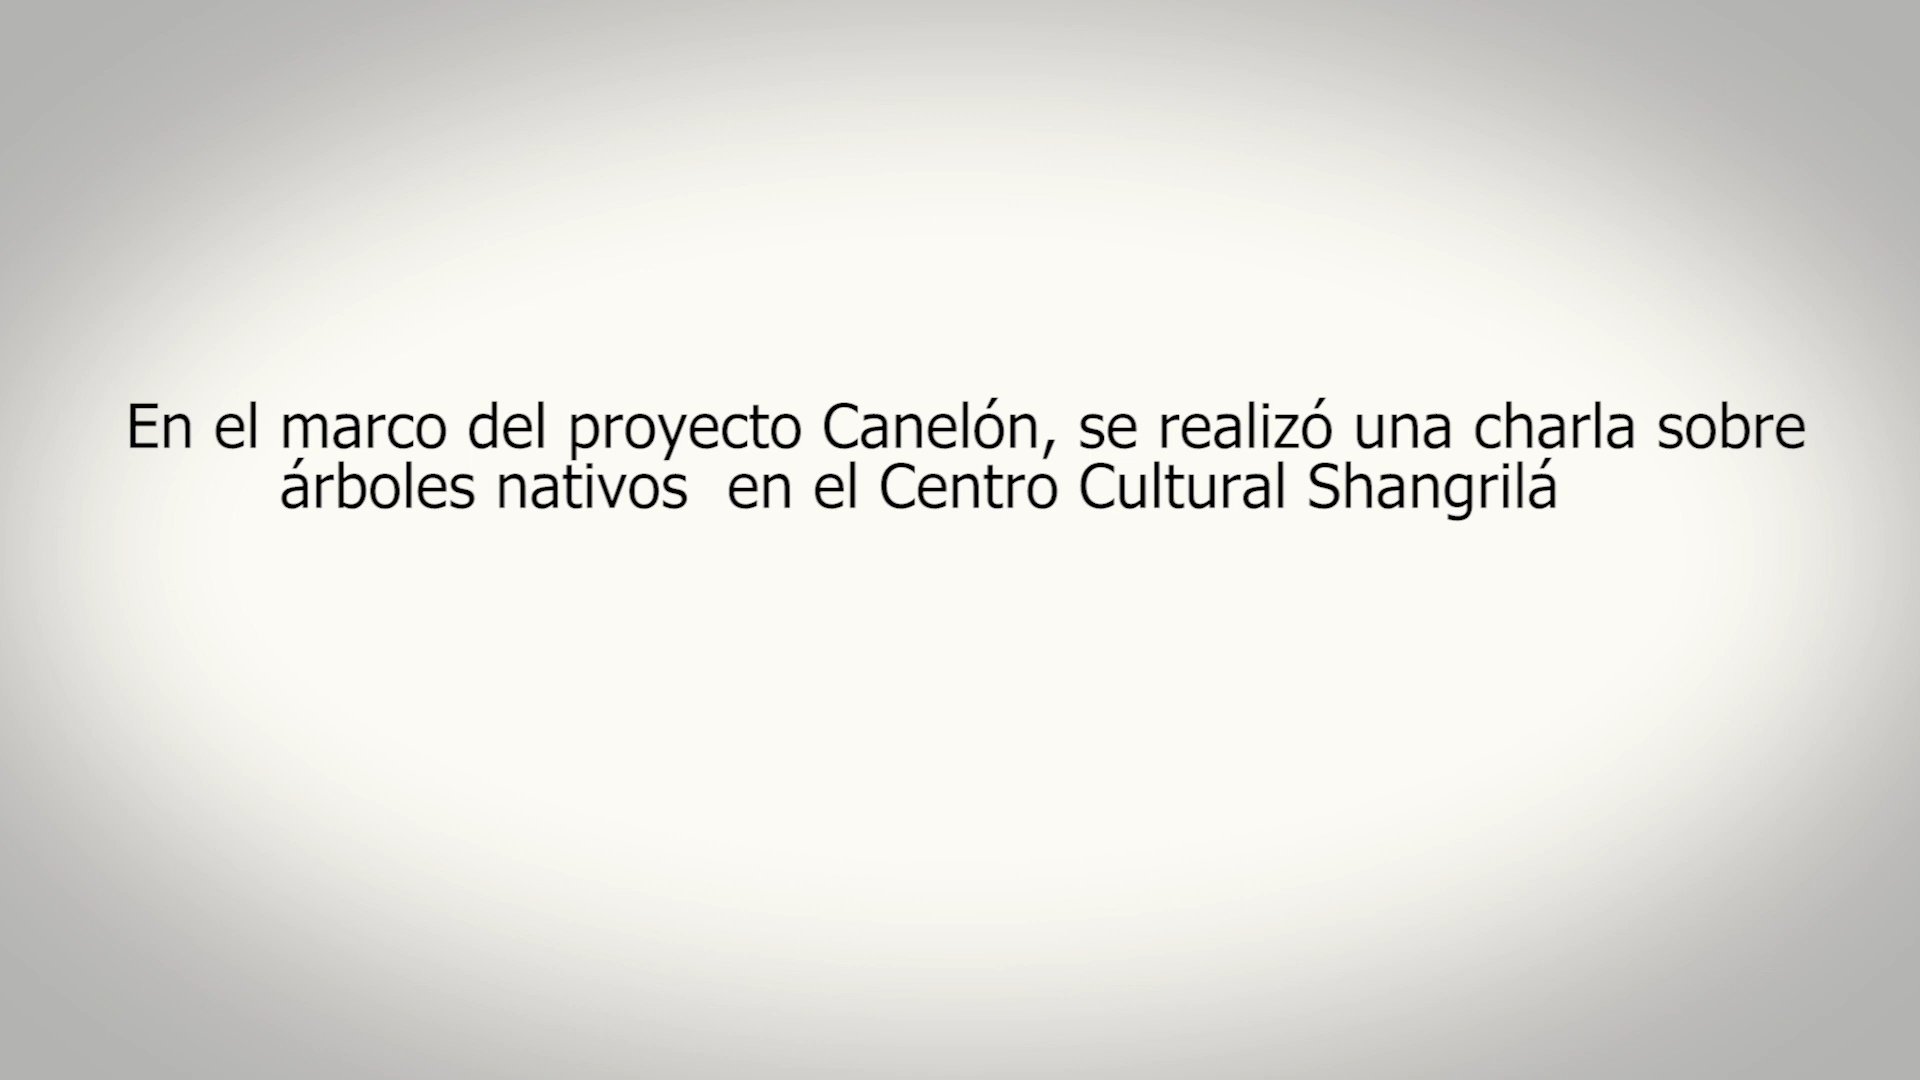 En el marco del proyecto Canelón, se realizó una charla sobre
árboles nativos  en el Centro Cultural Shangrilá